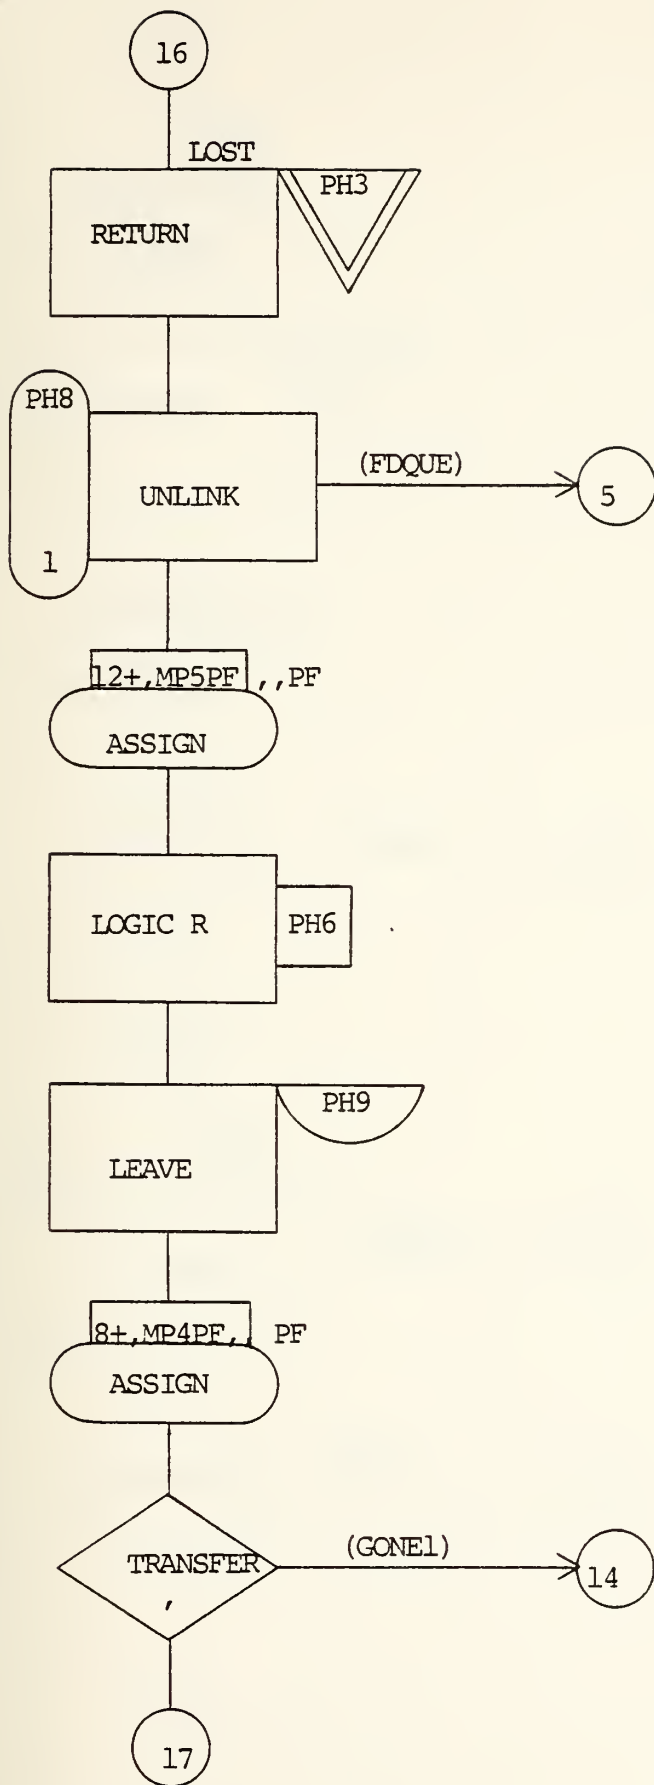 16
LOST
PH3
RETURN
PH8
(FDQUE)
UNLINK
5
1
12+,MP5PF ,,PF
ASSIGN
LOGIC R
PH6
PH9
LEAVE
8+,MP4PF,, PF
ASSIGN
(GONE1)
TRANSFER
,
14
17